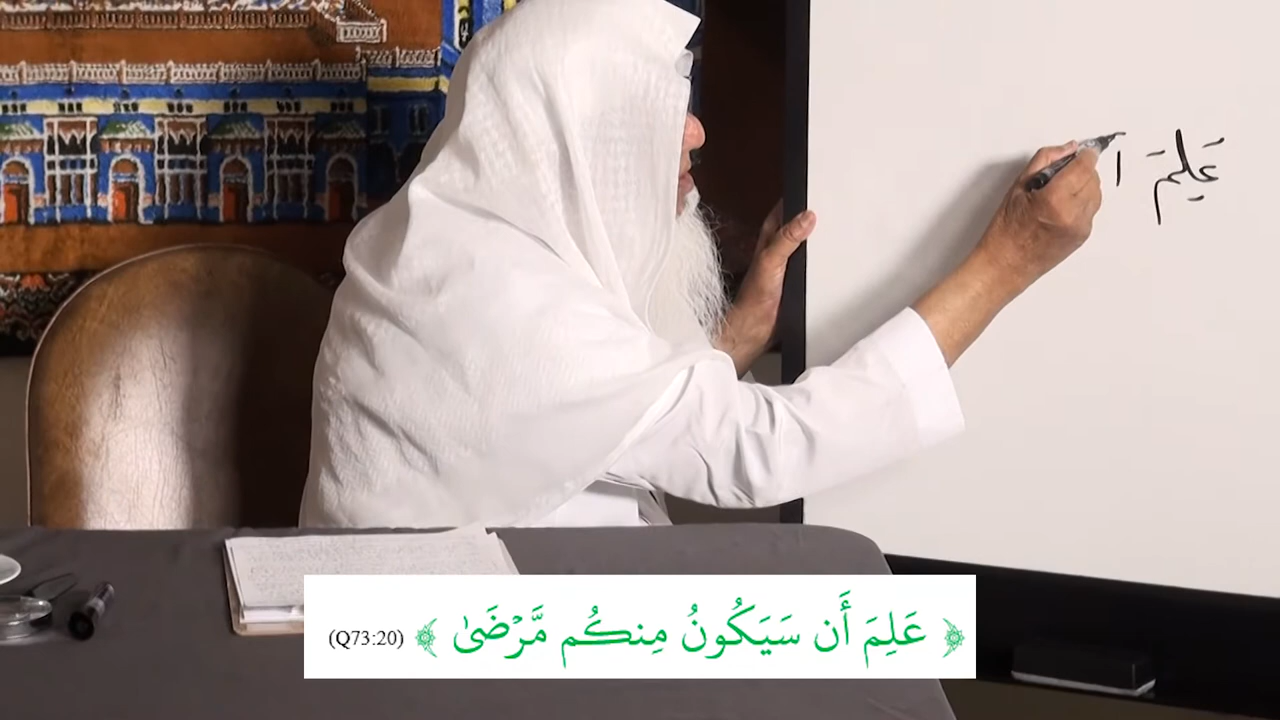 عَلِمَ ا
﴿ عَلِمَ أَن سَيَكُونُ مِنكُم مَّرْضَىٰ ﴾ (Q73:20)